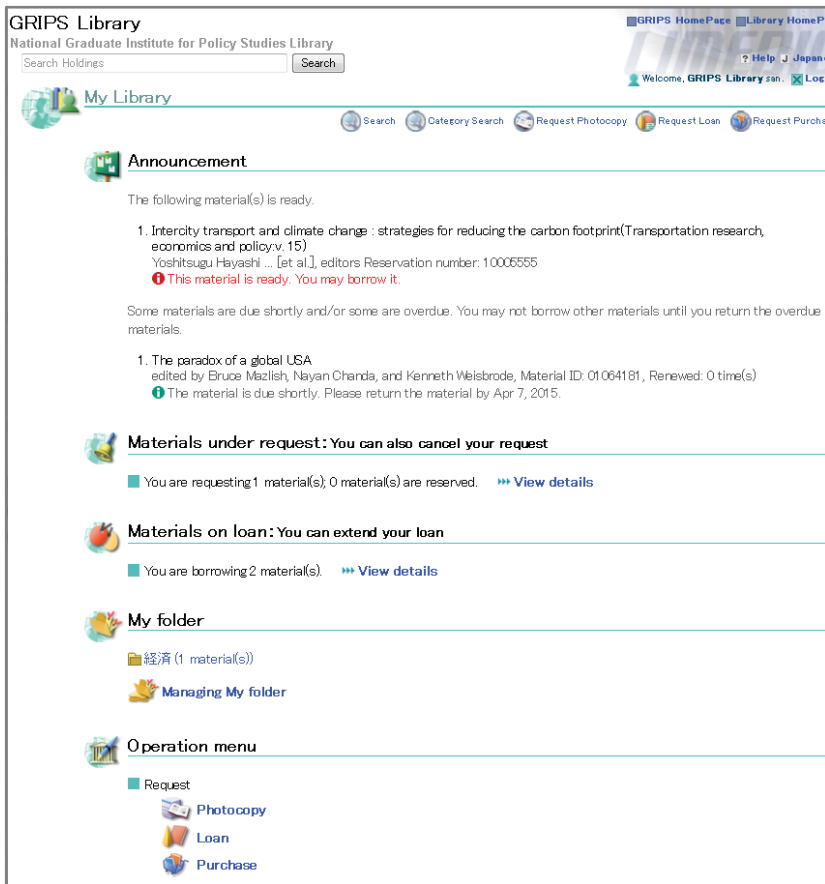 GRIPS Library
National Graduate Institute for Policy Studies Library
GRIPS HomePage Library HomeP
Search Holdings Search
? Help J Japan
Welcome, GRIPS Library san. Log
My Library
Search Category Search Request Photocopy Request Loan Request Purcha
Announcement
The following material(s) is ready.
1. Intercity transport and climate change : strategies for reducing the carbon footprint(Transportation research,
economics and policy:v. 15)
Yoshitsugu Hayashi ... [et al.], editors Reservation number: 10005555
This material is ready. You may borrow it.
Some materials are due shortly and/or some are overdue. You may not borrow other materials until you return the overdue
materials.
1. The paradox of a global USA
edited by Bruce Mazlish, Nayan Chanda, and Kenneth Weisbrode, Material ID: 01064181, Renewed: 0 time(s)
The material is due shortly. Please return the material by Apr 7, 2015.
Materials under request: You can also cancel your request
You are requesting 1 material(s); 0 material(s) are reserved. View details
Materials on loan: You can extend your loan
You are borrowing 2 material(s). View details
My folder
経済 (1 material(s))
Managing My folder
Operation menu
Request
Photocopy
Loan
Purchase